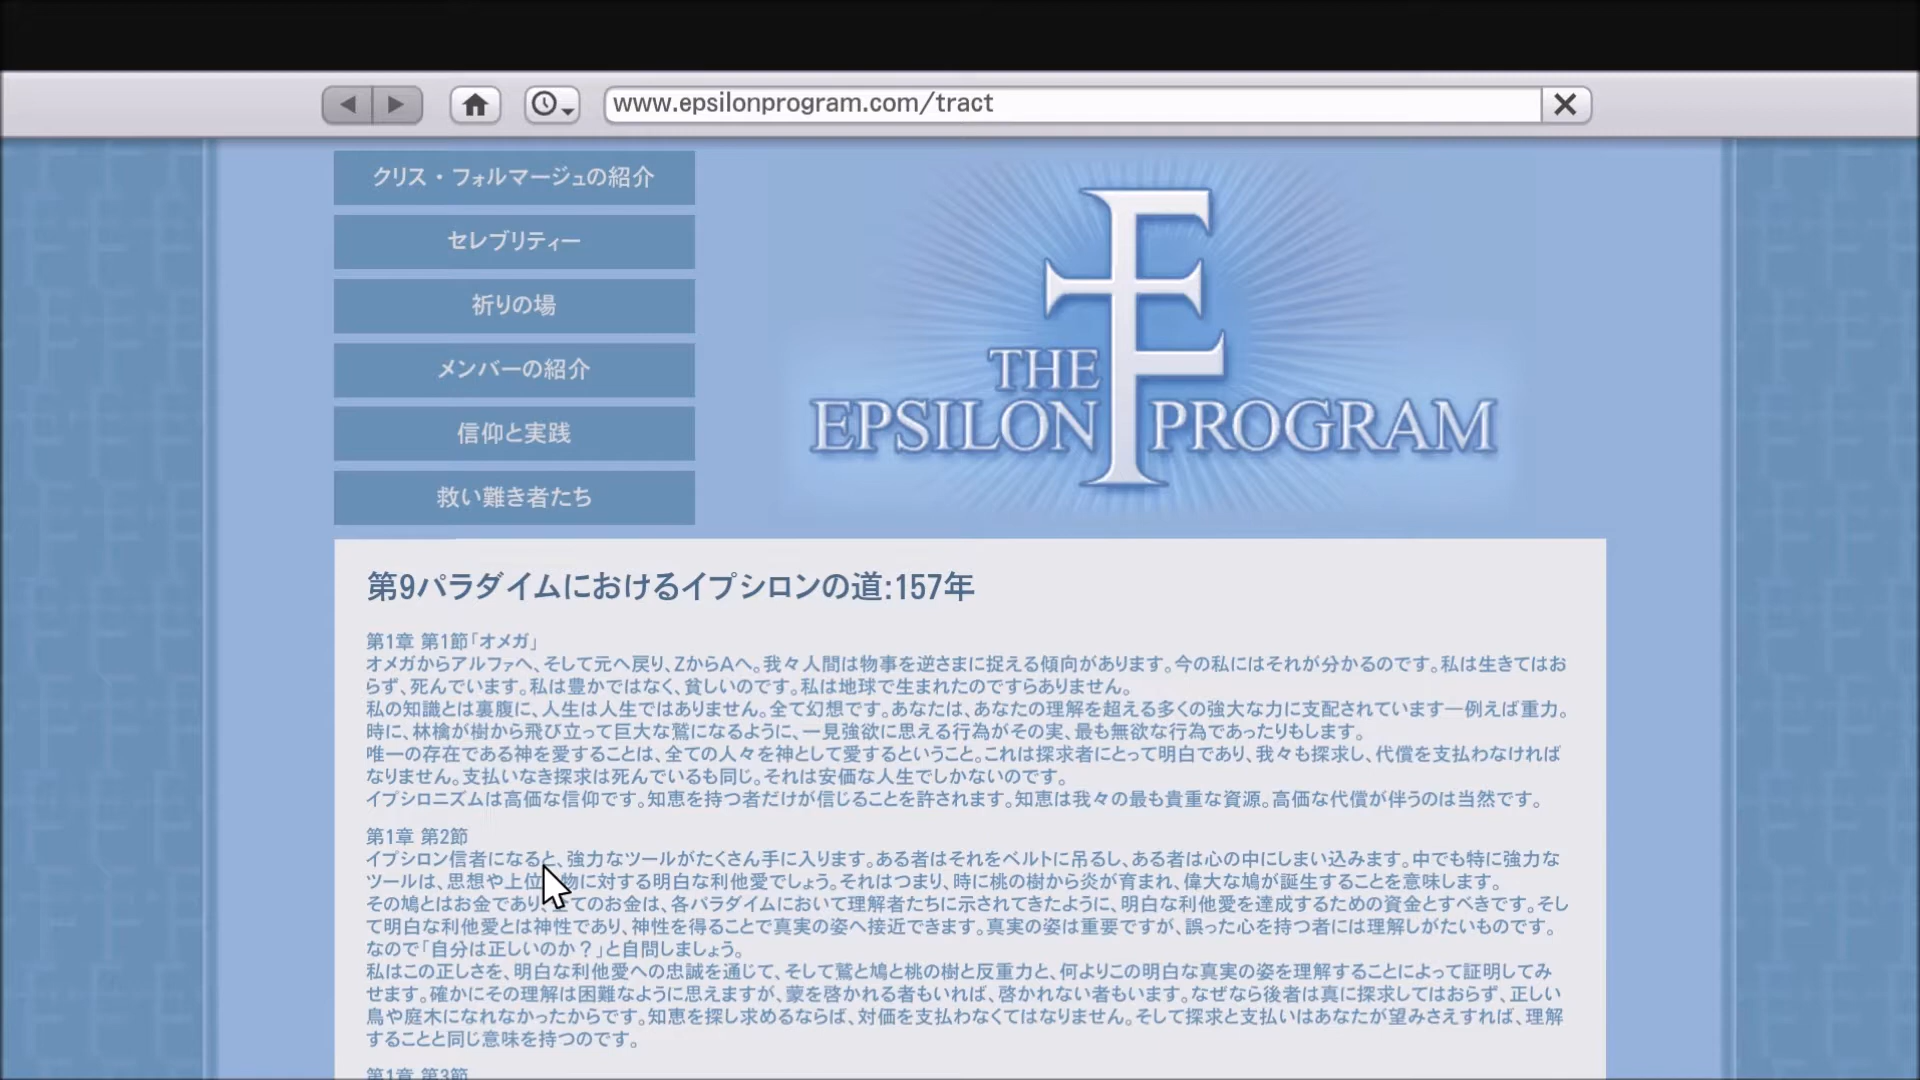 www.epsilonprogram.com/tract
クリス・フォルマージュの紹介
セレブリティー
祈りの場
メンバーの紹介
信仰と実践
救い難き者たち
THE
EPSILON PROGRAM
第9パラダイムにおけるイプシロンの道:157年
第1章 第1節「オメガ」
オメガからアルファへ、そして元へ戻り、ZからAへ。我々人間は物事を逆さまに捉える傾向があります。今の私にはそれが分かるのです。私は生きてはお
らず、死んでいます。私は豊かではなく、貧しいのです。私は地球で生まれたのですらありません。
私の知識とは裏腹に、人生は人生ではありません。全て幻想です。あなたは、あなたの理解を超える多くの強大な力に支配されています—例えば重力。
時に、林檎が樹から飛び立って巨大な鷲になるように、一見強欲に思える行為がその実、最も無欲な行為であったりもします。
唯一の存在である神を愛することは、全ての人々を神として愛するということ。これは探求者にとって明白であり、我々も探求し、代償を支払わなければ
なりません。支払いなき探求は死んでいるも同じ。それは安価な人生でしかないのです。
イプシロニズムは高価な信仰です。知恵を持つ者だけが信じることを許されます。知恵は我々の最も貴重な資源。高価な代償が伴うのは当然です。
第1章 第2節
イプシロン信者になると、強力なツールがたくさん手に入ります。ある者はそれをベルトに吊るし、ある者は心の中にしまい込みます。中でも特に強力な
ツールは、思想や上位 物に対する明白な利他愛でしょう。それはつまり、時に桃の樹から炎が育まれ、偉大な鳩が誕生することを意味します。
その鳩とはお金であり、全てのお金は、各パラダイムにおいて理解者たちに示されてきたように、明白な利他愛を達成するための資金とすべきです。そし
て明白な利他愛とは神性であり、神性を得ることで真実の姿へ接近できます。真実の姿は重要ですが、誤った心を持つ者には理解しがたいものです。
なので「自分は正しいのか？」と自問しましょう。
私はこの正しさを、明白な利他愛への忠誠を通じて、そして鷲と鳩と桃の樹と反重力と、何よりこの明白な真実の姿を理解することによって証明してみ
せます。確かにその理解は困難なように思えますが、蒙を啓かれる者もいれば、啓かれない者もいます。なぜなら後者は真に探求してはおらず、正しい
鳥や庭木になれなかったからです。知恵を探し求めるならば、対価を支払わなくてはなりません。そして探求と支払いはあなたが望みさえすれば、理解
することと同じ意味を持つのです。
第1章 第3節